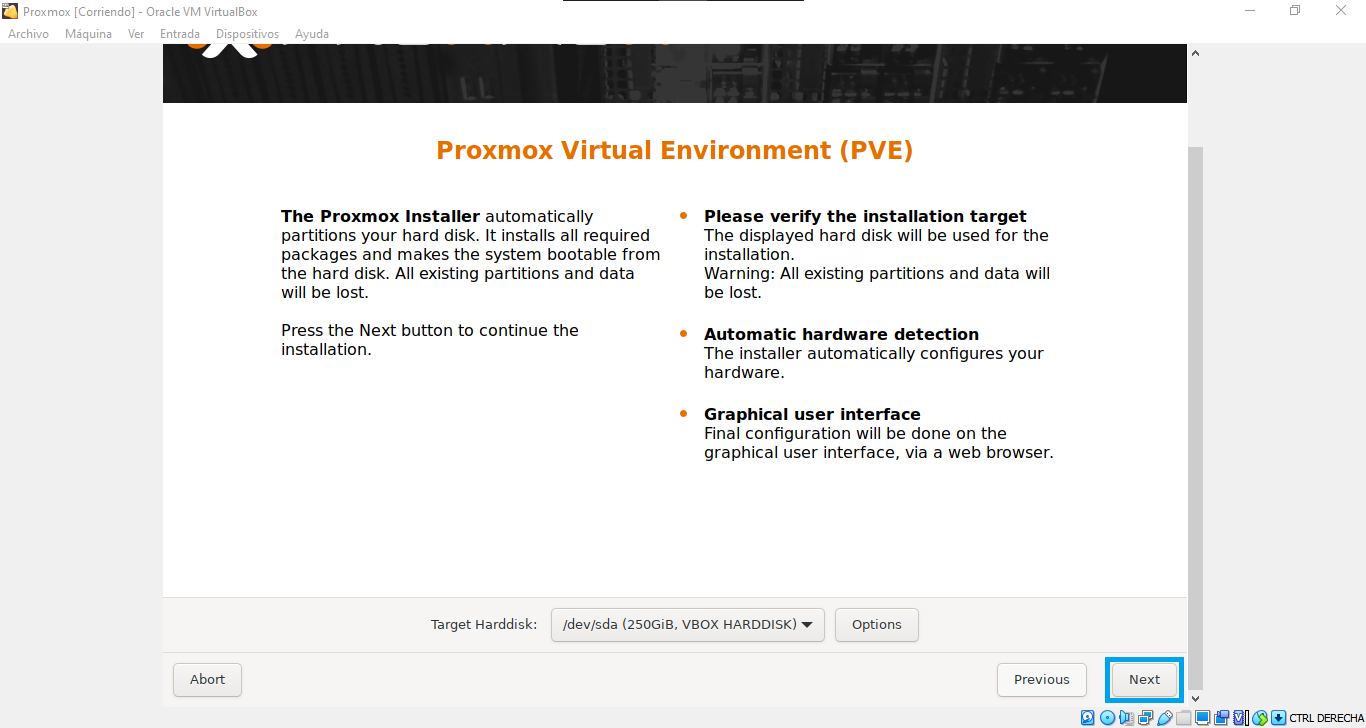 Proxmox [Corriendo] - Oracle VM VirtualBox
Archivo Máquina Ver Entrada Dispositivos Ayuda
Proxmox Virtual Environment (PVE)
The Proxmox Installer automatically
partitions your hard disk. It installs all required
packages and makes the system bootable from
the hard disk. All existing partitions and data
will be lost.
Press the Next button to continue the
installation.
Please verify the installation target
The displayed hard disk will be used for the
installation.
Warning: All existing partitions and data will
be lost.
Automatic hardware detection
The installer automatically configures your
hardware.
Graphical user interface
Final configuration will be done on the
graphical user interface, via a web browser.
Target Harddisk: /dev/sda (250GiB, VBOX HARDDISK) Options
Abort Previous Next
CTRL DERECHA